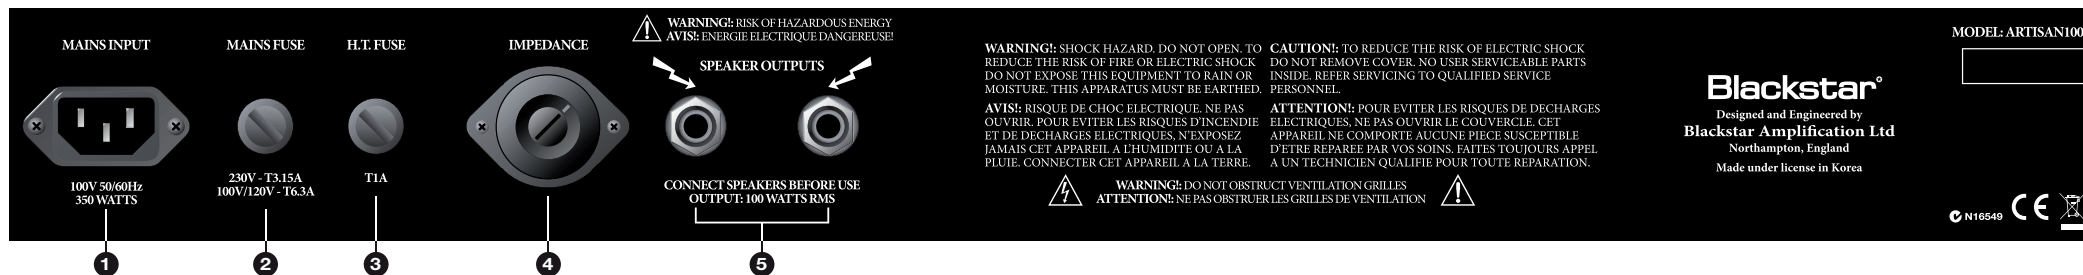 MAINS INPUT
100V 50/60Hz
350 WATTS
1
MAINS FUSE
230V - T3.15A
100V/120V - T6.3A
2
H.T. FUSE
T1A
3
IMPEDANCE
4
WARNING!: RISK OF HAZARDOUS ENERGY
AVIS!: ENERGIE ELECTRIQUE DANGEREUSE!
SPEAKER OUTPUTS
CONNECT SPEAKERS BEFORE USE
OUTPUT: 100 WATTS RMS
5
WARNING!: SHOCK HAZARD. DO NOT OPEN. TO
REDUCE THE RISK OF FIRE OR ELECTRIC SHOCK
DO NOT EXPOSE THIS EQUIPMENT TO RAIN OR
MOISTURE. THIS APPARATUS MUST BE EARTHED.
AVIS!: RISQUE DE CHOC ELECTRIQUE. NE PAS
OUVRIR. POUR EVITER LES RISQUES D'INCENDIE
ET DE DECHARGES ELECTRIQUES, N'EXPOSEZ
JAMAIS CET APPAREIL A L'HUMIDITE OU A LA
PLUIE. CONNECTER CET APPAREIL A LA TERRE.
CAUTION!: TO REDUCE THE RISK OF ELECTRIC SHOCK
DO NOT REMOVE COVER. NO USER SERVICEABLE PARTS
INSIDE. REFER SERVICING TO QUALIFIED SERVICE
PERSONNEL.
ATTENTION!: POUR EVITER LES RISQUES DE DECHARGES
ELECTRIQUES, NE PAS OUVRIR LE COUVERCLE. CET
APPAREIL NE COMPORTE AUCUNE PIECE SUSCEPTIBLE
D'ETRE REPAREE PAR VOS SOINS. FAITES TOUJOURS APPEL
A UN TECHNICIEN QUALIFIE POUR TOUTE REPARATION.
WARNING!: DO NOT OBSTRUCT VENTILATION GRILLES
ATTENTION!: NE PAS OBSTRUER LES GRILLES DE VENTILATION
Blackstar®
Designed and Engineered by
Blackstar Amplification Ltd
Northampton, England
Made under license in Korea
MODEL: ARTISAN100
N16549
CE